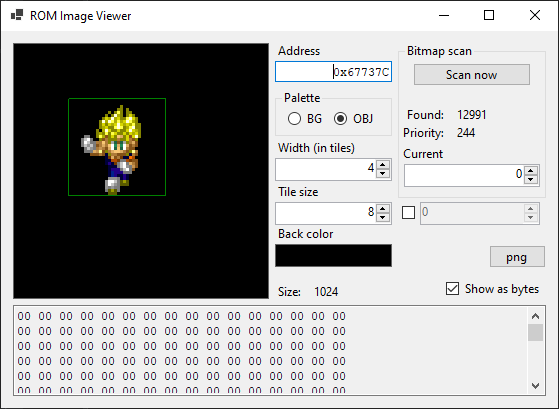 ROM Image Viewer
Address
0x67737C
Palette
BG
OBJ
Width (in tiles)
4
Tile size
8
Back color
Size: 1024
Bitmap scan
Scan now
Found: 12991
Priority: 244
Current
0
0
png
Show as bytes
00 00 00 00 00 00 00 00 00 00 00 00 00 00 00 00
00 00 00 00 00 00 00 00 00 00 00 00 00 00 00 00
00 00 00 00 00 00 00 00 00 00 00 00 00 00 00 00
00 00 00 00 00 00 00 00 00 00 00 00 00 00 00 00
00 00 00 00 00 00 00 00 00 00 00 00 00 00 00 00
00 00 00 00 00 00 00 00 00 00 00 00 00 00 00 00